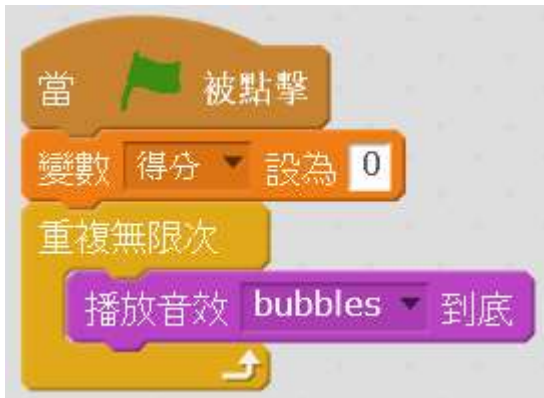 當 被點擊
變數 得分 設為 0
重複無限次
播放音效 bubbles 到底